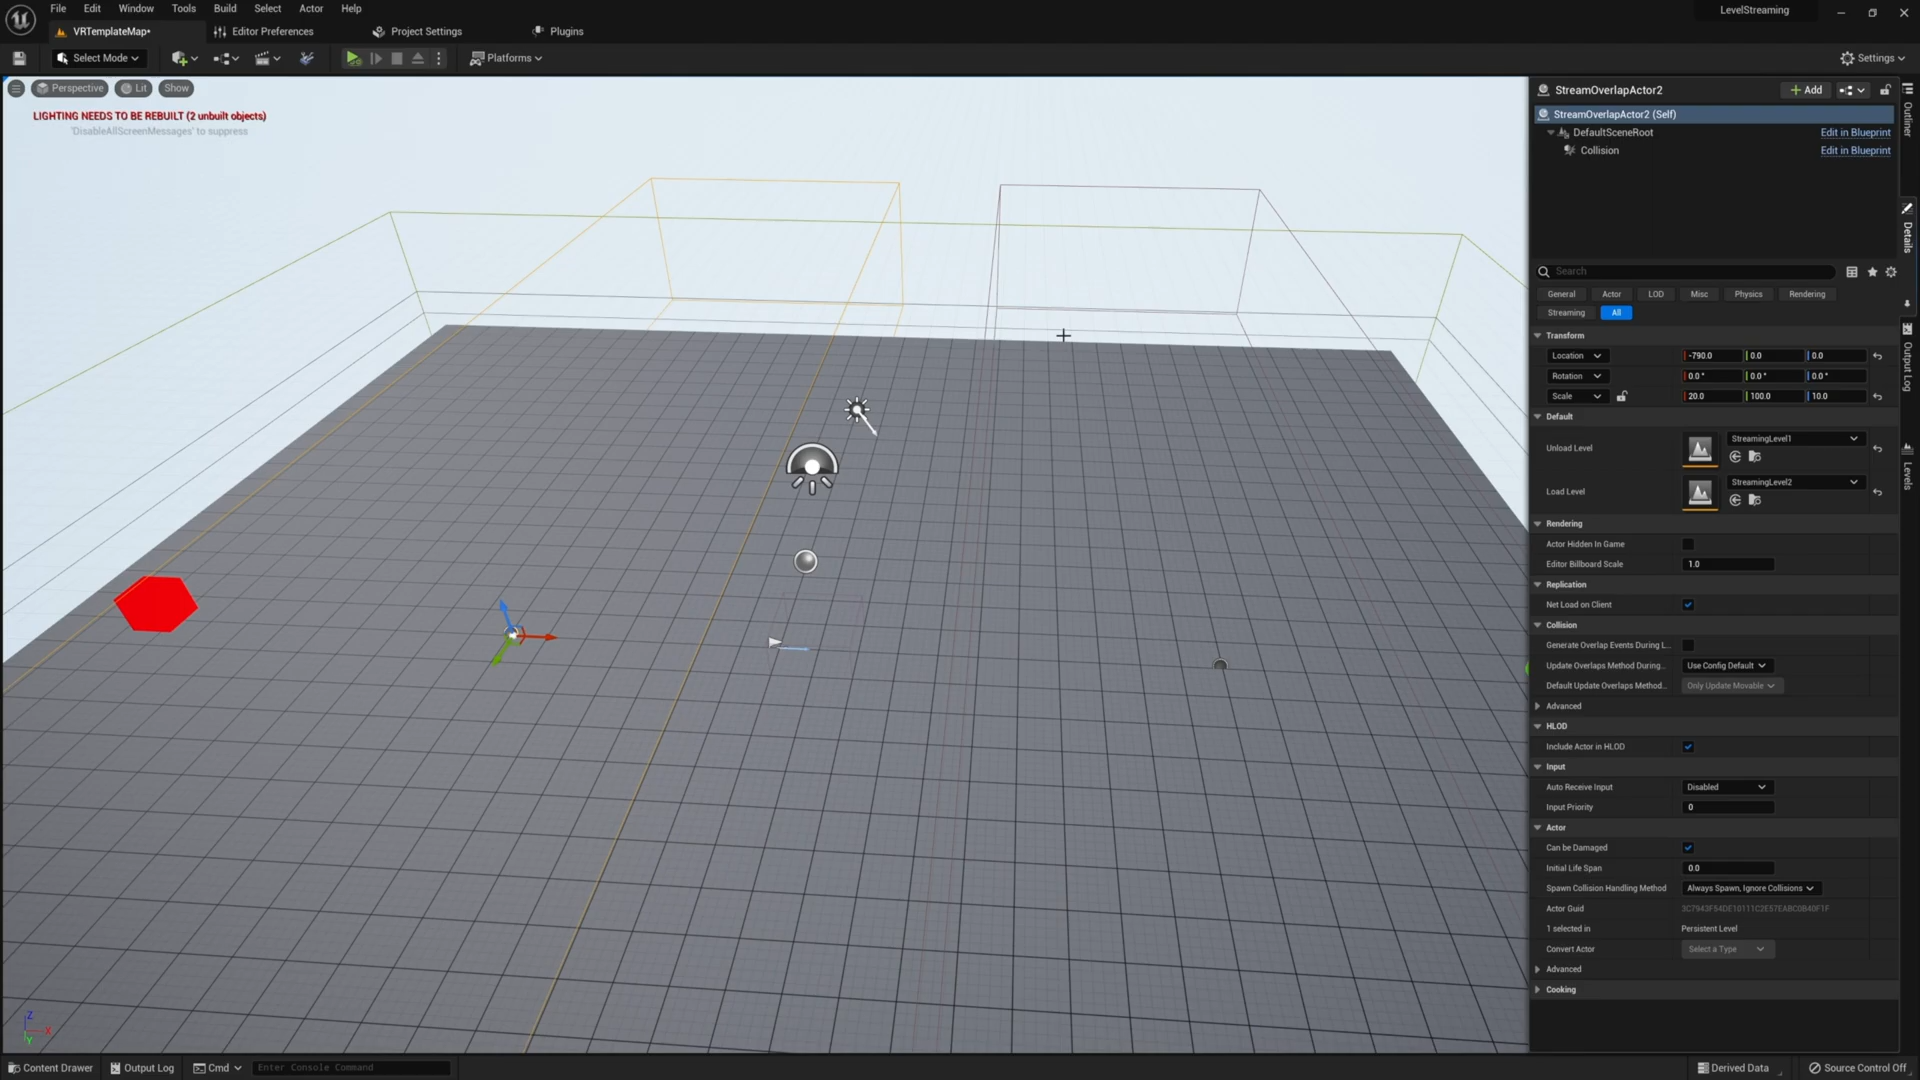 File Edit Window Tools Build Select Actor Help
LevelStreaming
VRTemplateMap•
Editor Preferences
Project Settings
Plugins
Select Mode
Platforms
Settings
Perspective
Lit
Show
LIGHTING NEEDS TO BE REBUILT (2 unbuilt objects)
'DisableAllScreenMessages' to suppress
Z
X
Y
StreamOverlapActor2
Add
StreamOverlapActor2 (Self)
DefaultSceneRoot Edit in Blueprint
Collision Edit in Blueprint
Search
General Actor LOD Misc Physics Rendering
Streaming All
Transform
Location -790.0 0.0 0.0
Rotation 0.0 ° 0.0 ° 0.0 °
Scale 20.0 100.0 10.0
Default
Unload Level StreamingLevel1
Load Level StreamingLevel2
Rendering
Actor Hidden In Game
Editor Billboard Scale 1.0
Replication
Net Load on Client
Collision
Generate Overlap Events During L...
Update Overlaps Method During... Use Config Default
Default Update Overlaps Method... Only Update Movable
Advanced
HLOD
Include Actor in HLOD
Input
Auto Receive Input Disabled
Input Priority 0
Actor
Can be Damaged
Initial Life Span 0.0
Spawn Collision Handling Method Always Spawn, Ignore Collisions
Actor Guid
1 selected in Persistent Level
Convert Actor Select a Type
Advanced
Cooking
Outliner
Details
Output Log
Levels
Content Drawer
Output Log
Cmd
Enter Console Command
Derived Data
Source Control Off